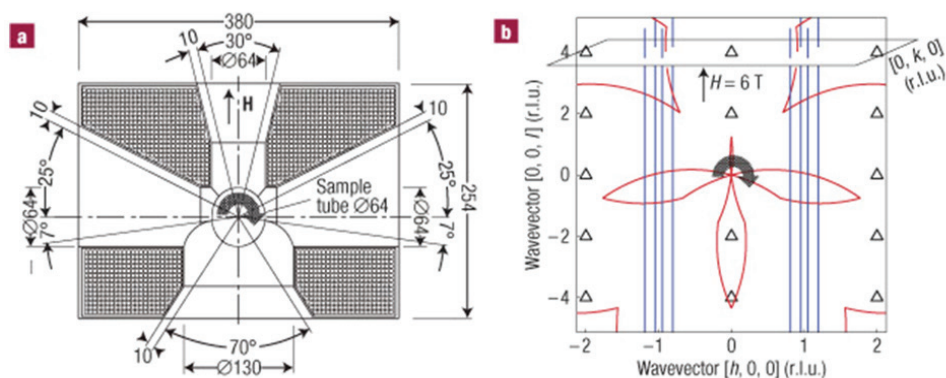 a
380
10
30°
Ø64
H
10
10
25°
25°
Ø64
Ø64
7°
7°
254
Sample
tube Ø64
10
70°
Ø130
b
Wavevector [0, 0, l] (r.l.u.)
4
2
0
−2
−4
H = 6 T
[0, k, 0]
(r.l.u.)
−2
−1
0
1
2
Wavevector [h, 0, 0] (r.l.u.)